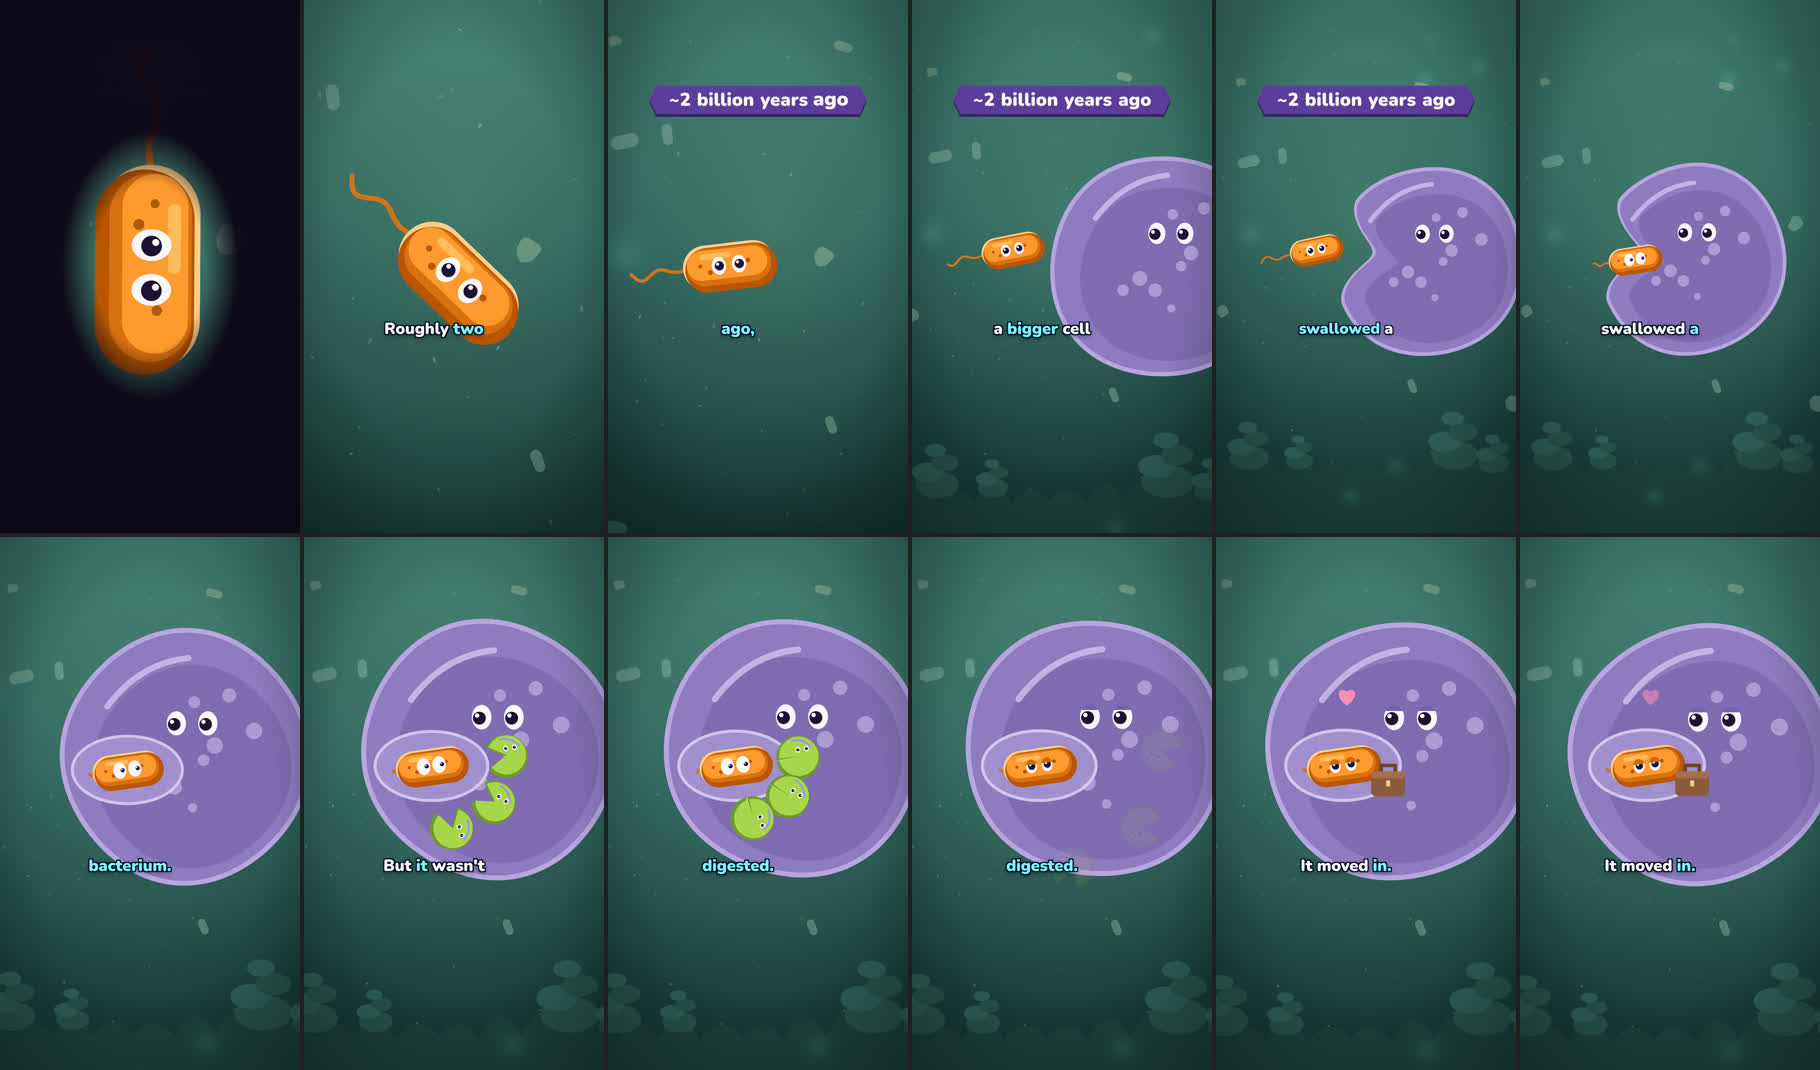 Roughly two
~2 billion years ago
ago,
~2 billion years ago
a bigger cell
~2 billion years ago
swallowed a
swallowed a
bacterium.
But it wasn't
digested.
digested.
It moved in.
It moved in.